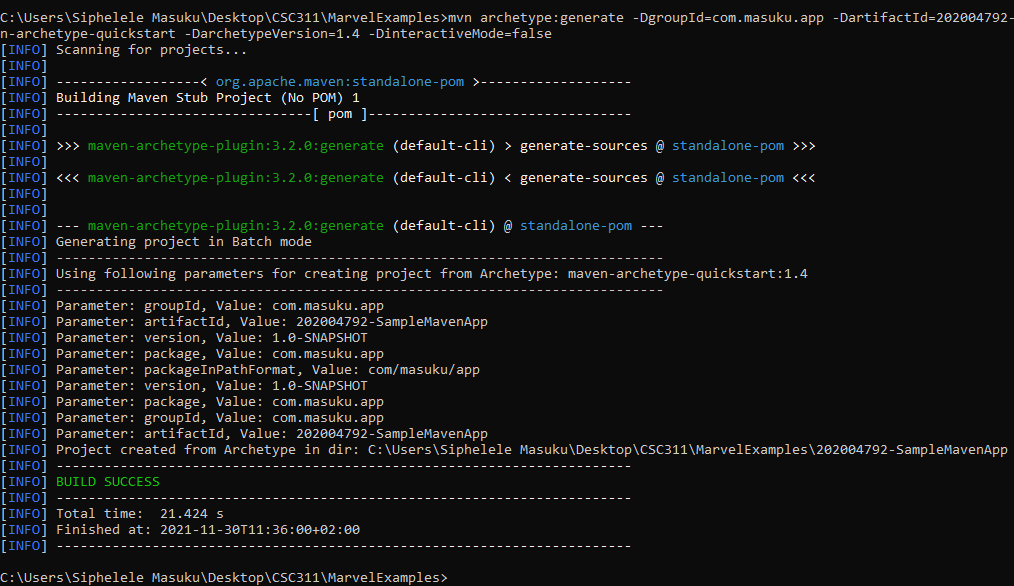 C:\Users\Siphelele Masuku\Desktop\CSC311\MarvelExamples>mvn archetype:generate -DgroupId=com.masuku.app -DartifactId=202004792-
n-archetype-quickstart -DarchetypeVersion=1.4 -DinteractiveMode=false
[INFO] Scanning for projects...
[INFO]
[INFO] ------------------< org.apache.maven:standalone-pom >-------------------
[INFO] Building Maven Stub Project (No POM) 1
[INFO] --------------------------------[ pom ]---------------------------------
[INFO]
[INFO] >>> maven-archetype-plugin:3.2.0:generate (default-cli) > generate-sources @ standalone-pom >>>
[INFO]
[INFO] <<< maven-archetype-plugin:3.2.0:generate (default-cli) < generate-sources @ standalone-pom <<<
[INFO]
[INFO]
[INFO] --- maven-archetype-plugin:3.2.0:generate (default-cli) @ standalone-pom ---
[INFO] Generating project in Batch mode
[INFO] ----------------------------------------------------------------------------
[INFO] Using following parameters for creating project from Archetype: maven-archetype-quickstart:1.4
[INFO] ----------------------------------------------------------------------------
[INFO] Parameter: groupId, Value: com.masuku.app
[INFO] Parameter: artifactId, Value: 202004792-SampleMavenApp
[INFO] Parameter: version, Value: 1.0-SNAPSHOT
[INFO] Parameter: package, Value: com.masuku.app
[INFO] Parameter: packageInPathFormat, Value: com/masuku/app
[INFO] Parameter: version, Value: 1.0-SNAPSHOT
[INFO] Parameter: package, Value: com.masuku.app
[INFO] Parameter: groupId, Value: com.masuku.app
[INFO] Parameter: artifactId, Value: 202004792-SampleMavenApp
[INFO] Project created from Archetype in dir: C:\Users\Siphelele Masuku\Desktop\CSC311\MarvelExamples\202004792-SampleMavenApp
[INFO] ------------------------------------------------------------------------
[INFO] BUILD SUCCESS
[INFO] ------------------------------------------------------------------------
[INFO] Total time:  21.424 s
[INFO] Finished at: 2021-11-30T11:36:00+02:00
[INFO] ------------------------------------------------------------------------
C:\Users\Siphelele Masuku\Desktop\CSC311\MarvelExamples>